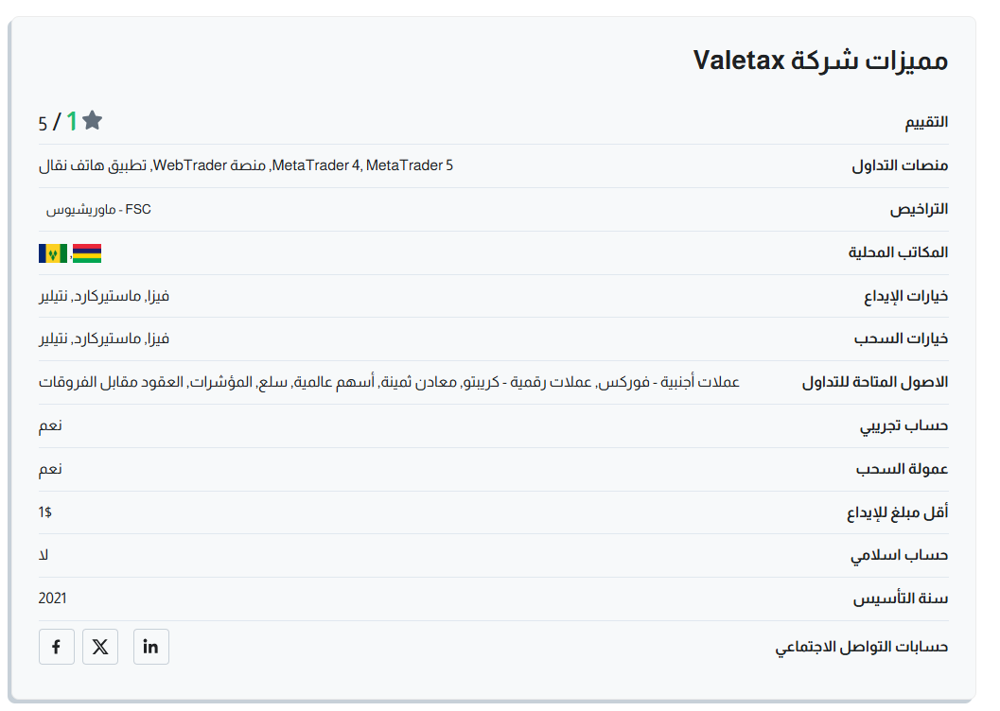 مميزات شركة Valetax
التقييم 1 / 5
منصات التداول MetaTrader 4, MetaTrader 5, منصة WebTrader, تطبيق هاتف نقال
التراخيص FSC - ماوريشيوس
المكاتب المحلية ,
خيارات الإيداع فيزا, ماستيركارد, نتيلير
خيارات السحب فيزا, ماستيركارد, نتيلير
الاصول المتاحة للتداول عملات أجنبية - فوركس, عملات رقمية - كريبتو, معادن ثمينة, أسهم عالمية, سلع, المؤشرات, العقود مقابل الفروقات
حساب تجريبي نعم
عمولة السحب نعم
أقل مبلغ للإيداع 1$
حساب اسلامي لا
سنة التأسيس 2021
حسابات التواصل الاجتماعي in X f